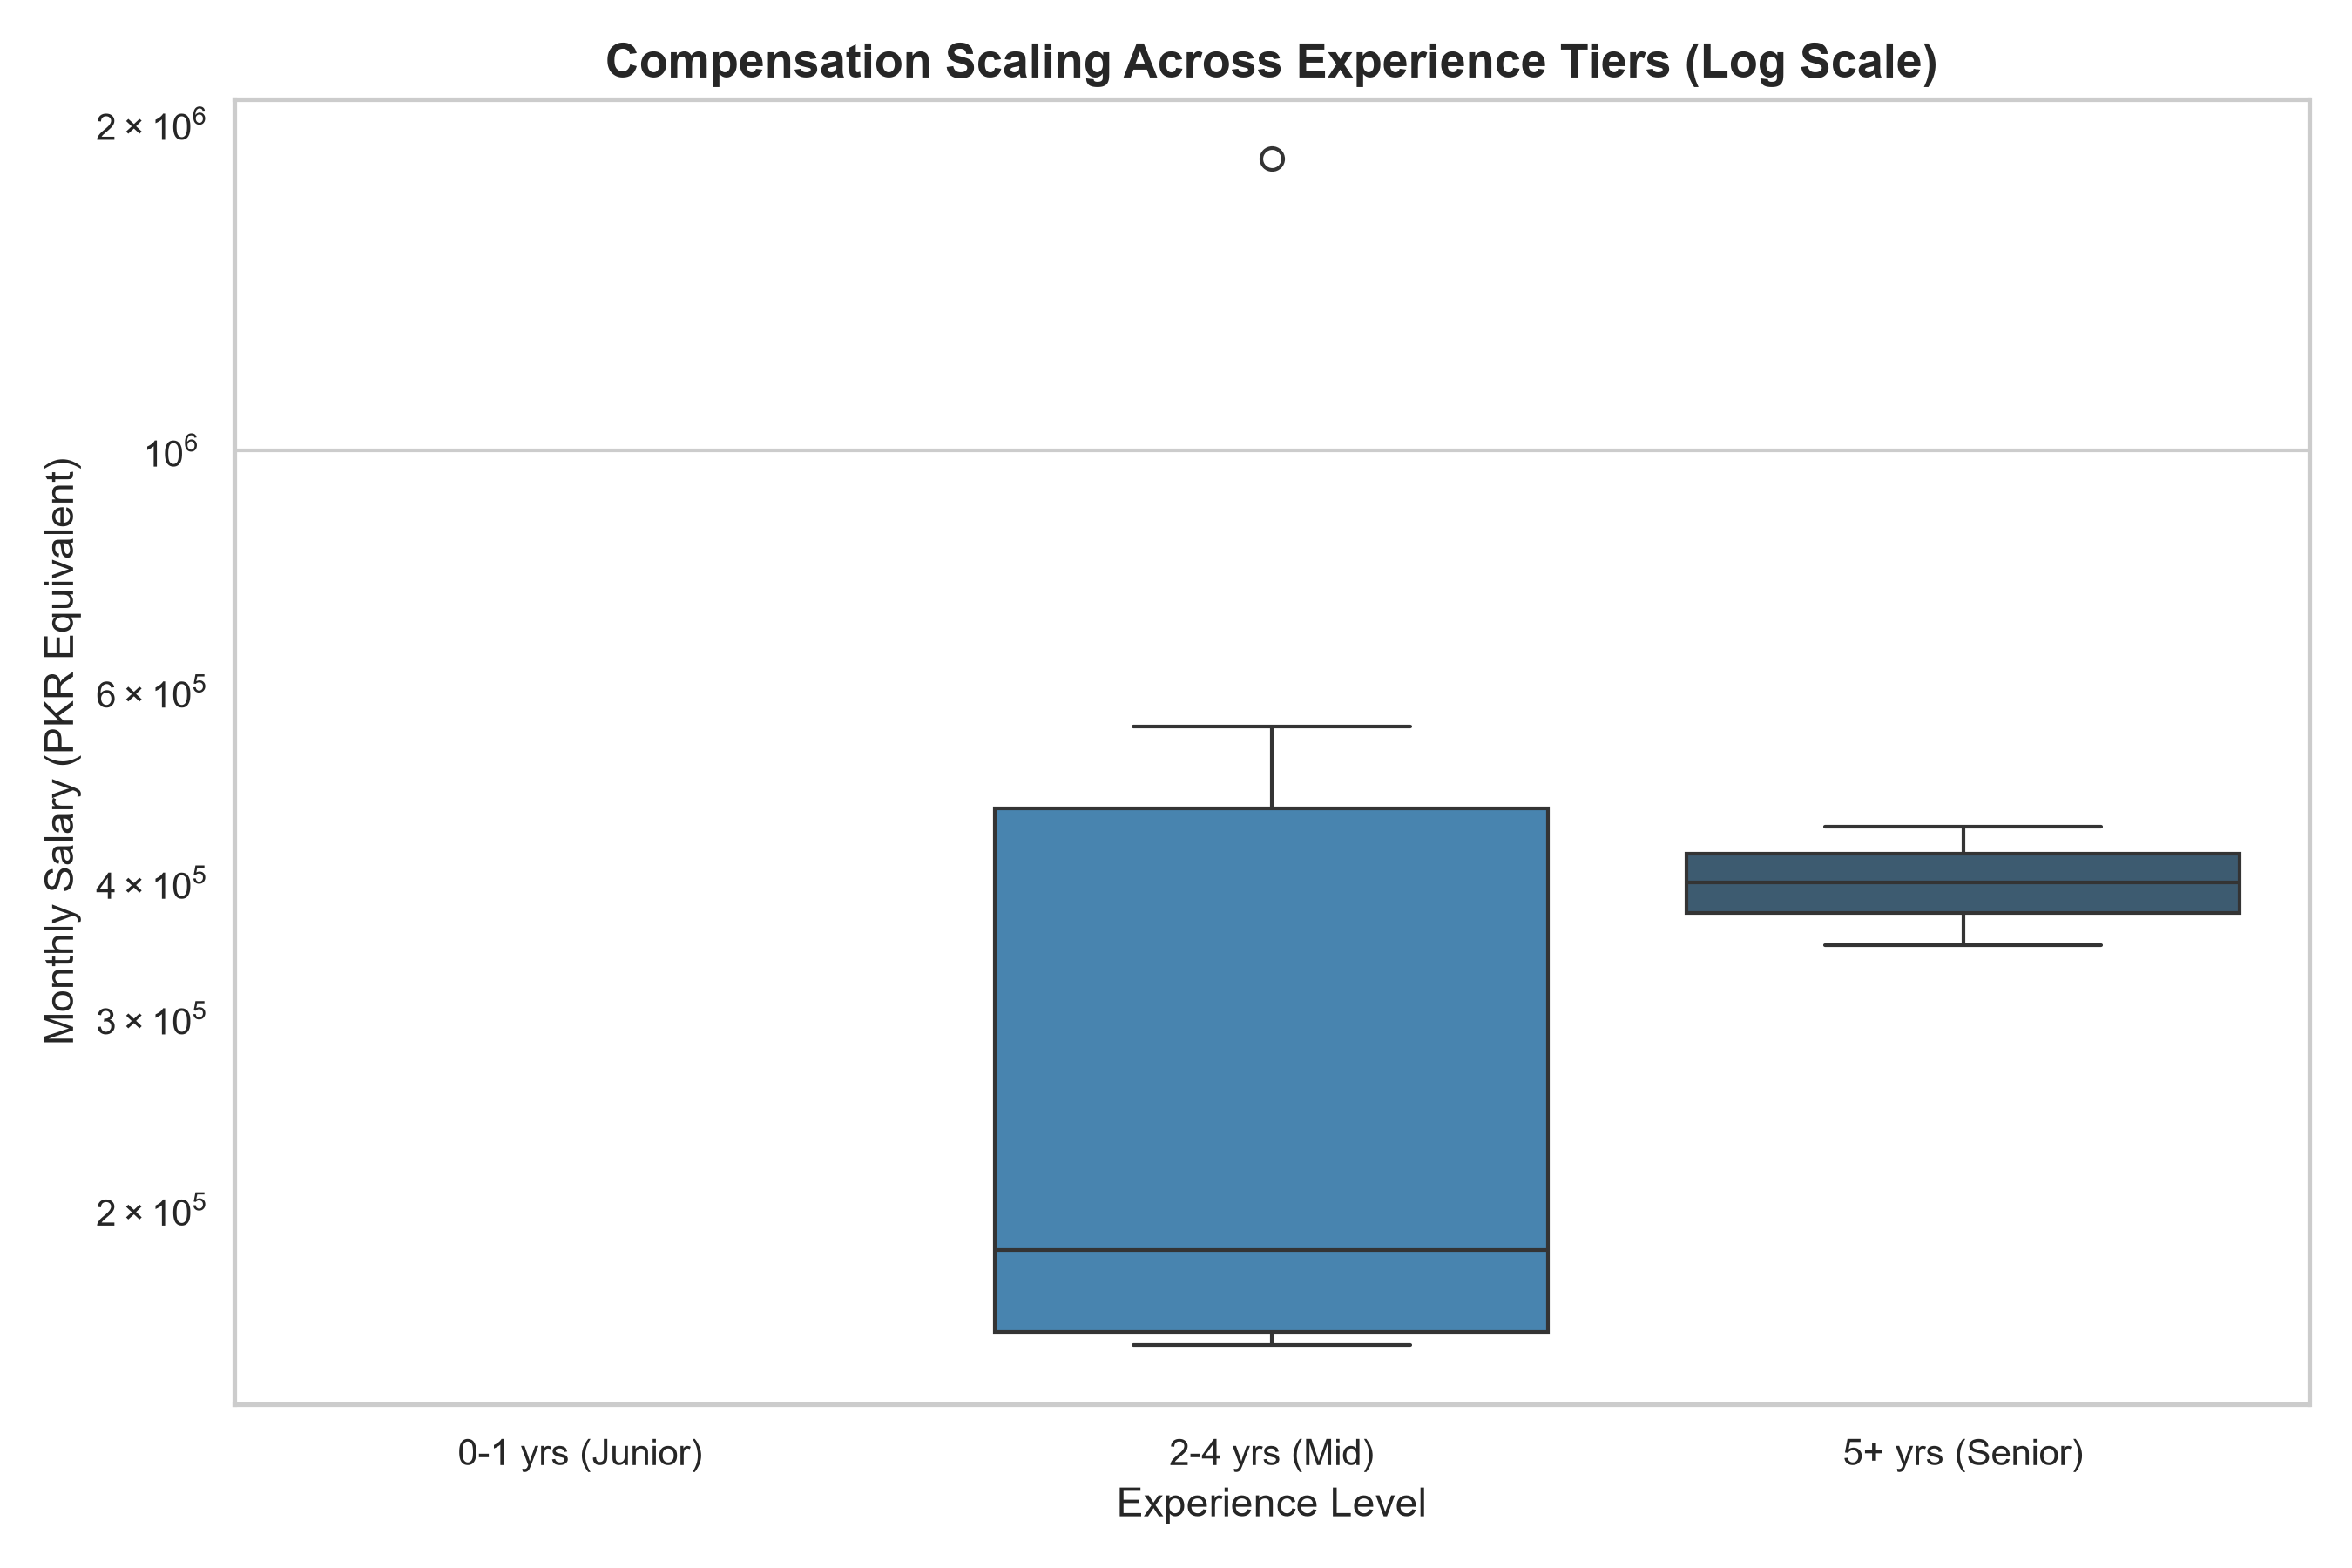 Compensation Scaling Across Experience Tiers (Log Scale)
Monthly Salary (PKR Equivalent)
2 × 10⁶
10⁶
6 × 10⁵
4 × 10⁵
3 × 10⁵
2 × 10⁵
0-1 yrs (Junior)
2-4 yrs (Mid)
5+ yrs (Senior)
Experience Level